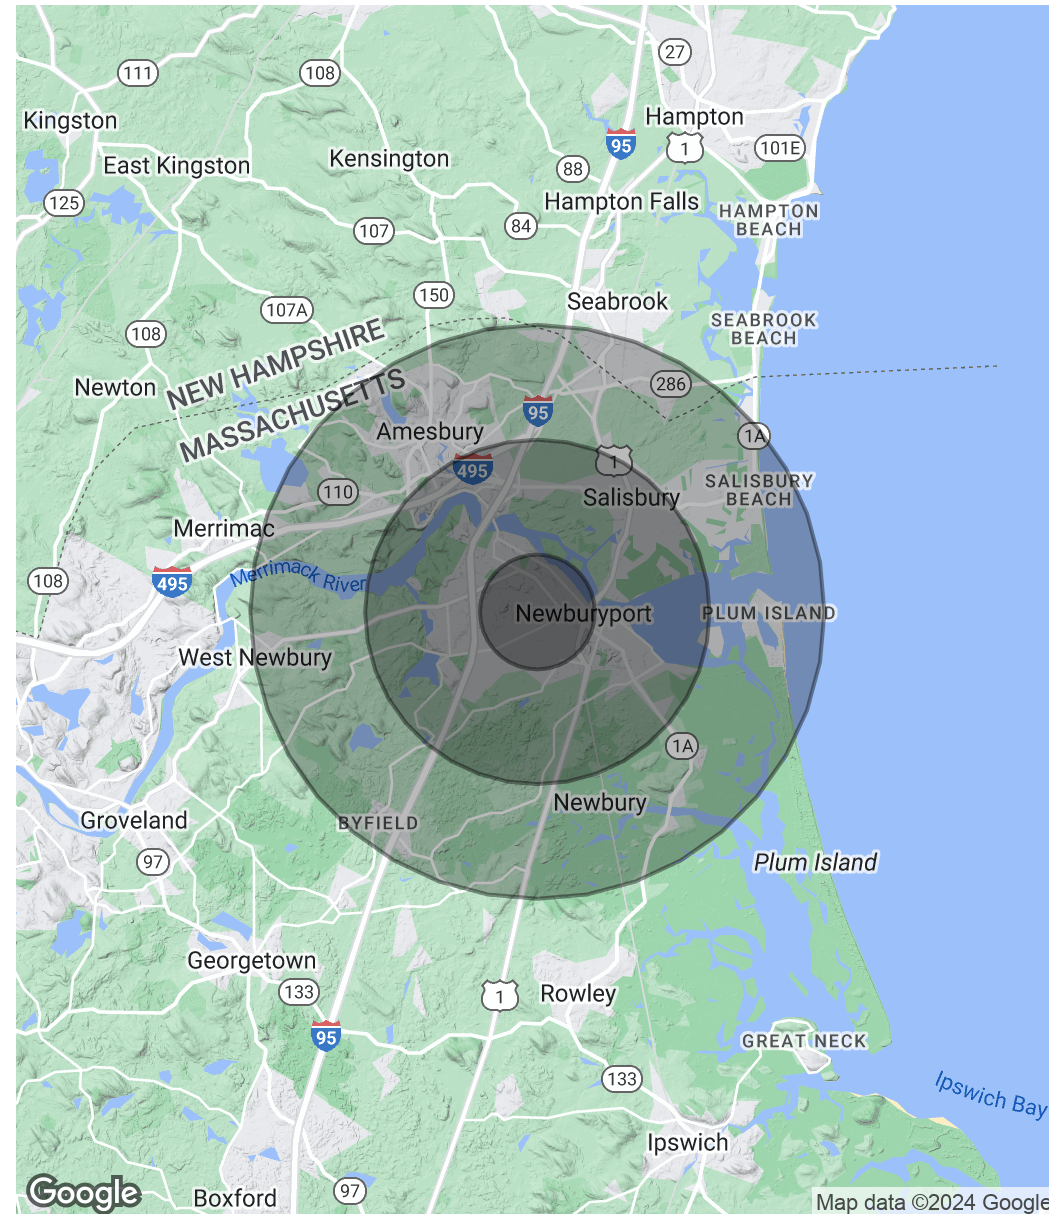 27
111
108
Hampton
Kingston
95
1
101E
East Kingston
Kensington
88
125
Hampton Falls
HAMPTON
BEACH
84
107
150
Seabrook
107A
SEABROOK
BEACH
108
NEW HAMPSHIRE
286
Newton
MASSACHUSETTS
95
Amesbury
1A
1
495
SALISBURY
BEACH
110
Salisbury
Merrimac
108
495
Merrimack River
Newburyport
PLUM ISLAND
West Newbury
1A
Newbury
Groveland
BYFIELD
97
Plum Island
Georgetown
133
1
Rowley
95
GREAT NECK
133
Ipswich Bay
Ipswich
Google
97
Boxford
Map data ©2024 Google